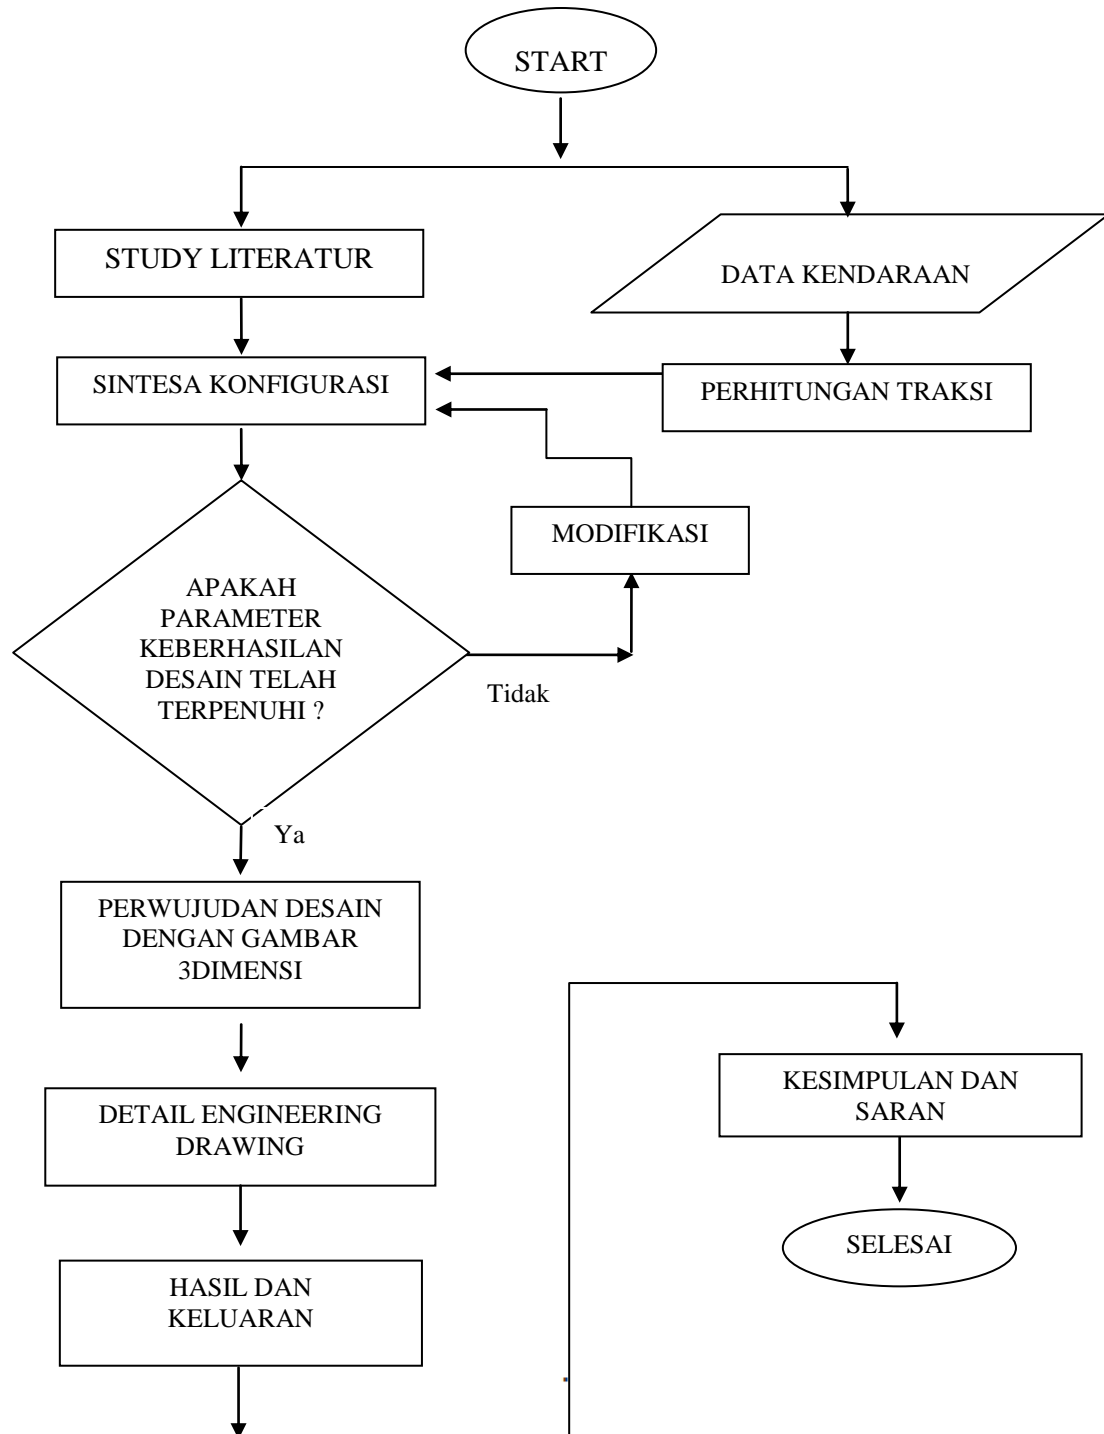 START
STUDY LITERATUR
DATA KENDARAAN
SINTESA KONFIGURASI
PERHITUNGAN TRAKSI
MODIFIKASI
APAKAH
PARAMETER
KEBERHASILAN
DESAIN TELAH
TERPENUHI ?
Tidak
Ya
PERWUJUDAN DESAIN
DENGAN GAMBAR
3DIMENSI
DETAIL ENGINEERING
DRAWING
HASIL DAN
KELUARAN
KESIMPULAN DAN
SARAN
SELESAI